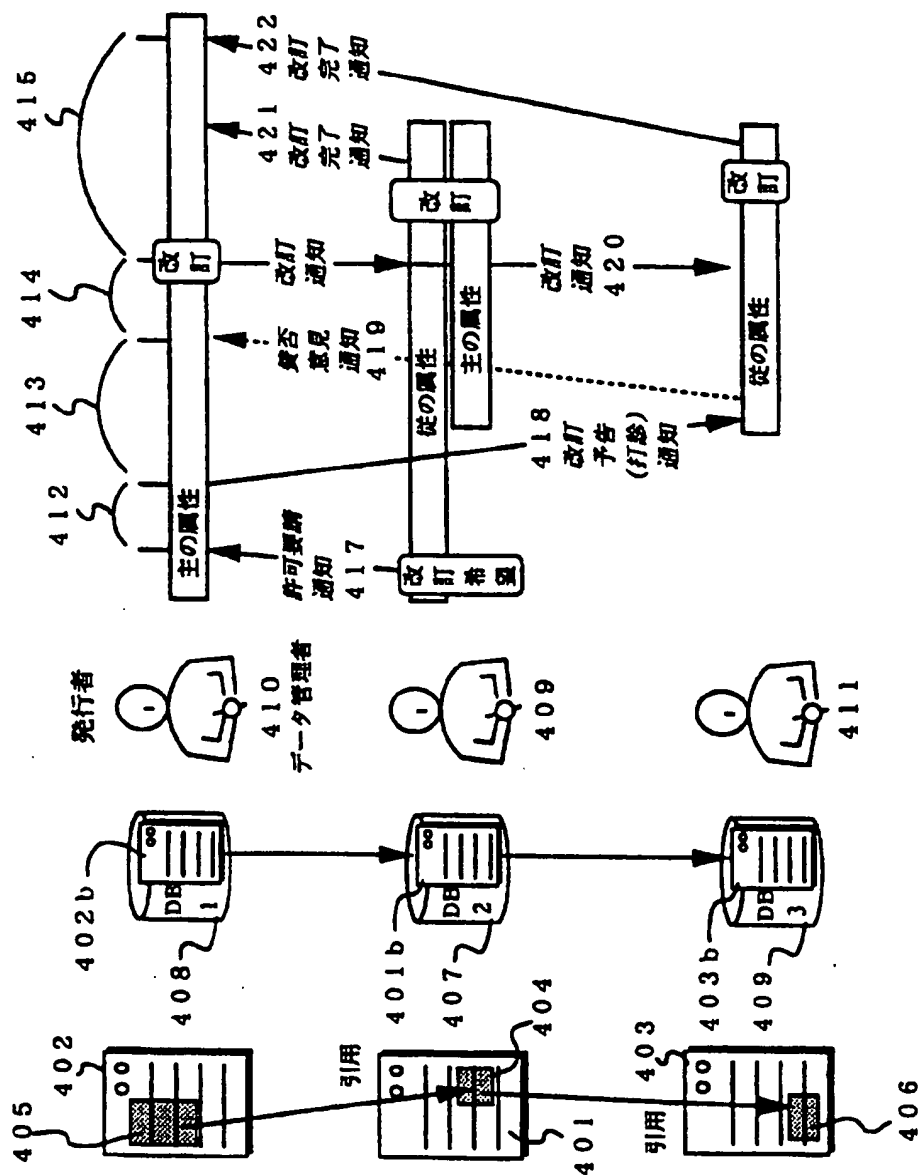 415
414
413
412
主の属性
改訂
許可要請
通知
417
賛否
意見
通知
419
改訂
通知
421
改訂
完了
通知
422
改訂
完了
通知
改訂
希望
従の属性
主の属性
改訂
418
改訂
予告
(打診)
通知
改訂
通知
420
従の属性
改訂
発行者
410
データ管理者
409
411
402b
DB
1
408
401b
DB
2
407
403b
DB
3
409
405
402
引用
404
401
引用
403
406